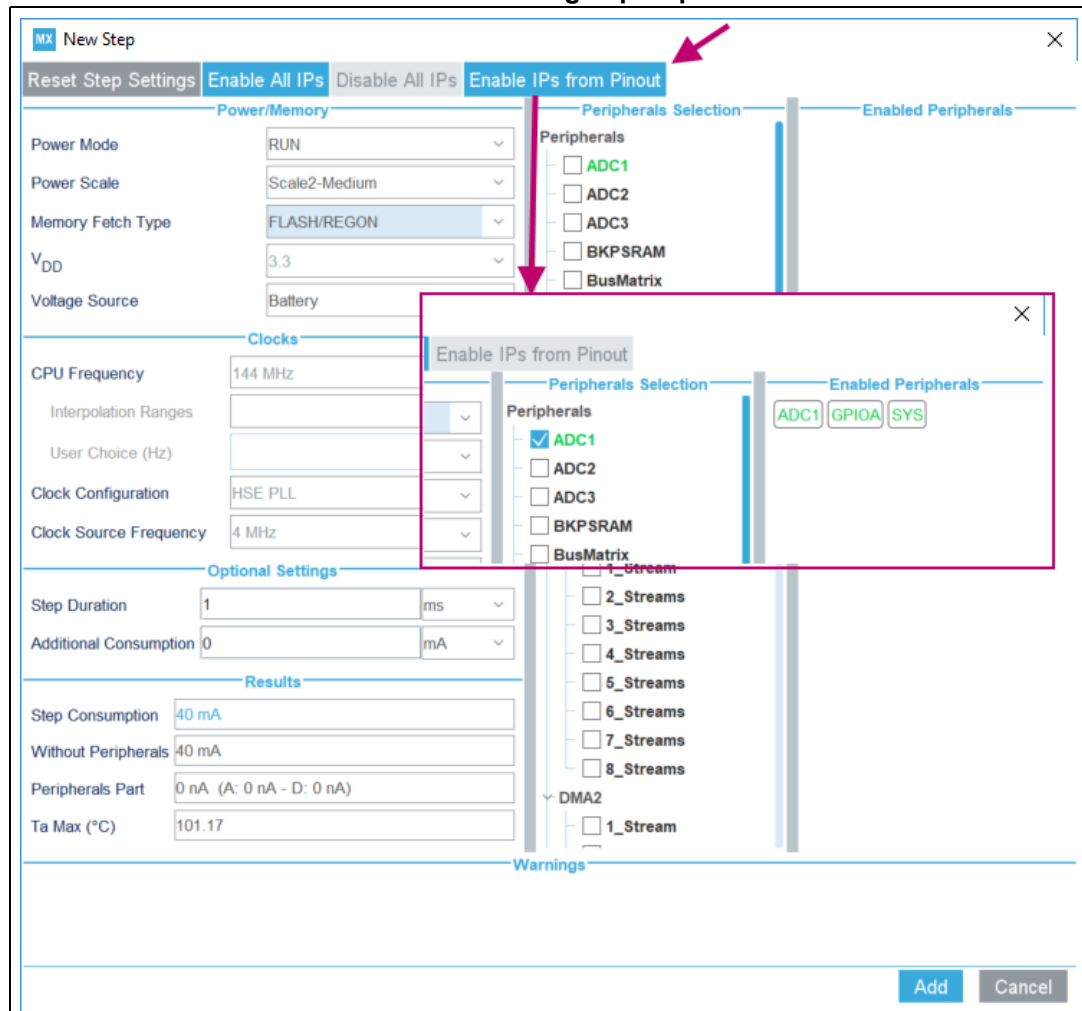 MX New Step
Reset Step Settings Enable All IPs Disable All IPs Enable IPs from Pinout
Power/Memory
Power Mode RUN
Power Scale Scale2-Medium
Memory Fetch Type FLASH/REGON
VDD 3.3
Voltage Source Battery
Clocks
CPU Frequency 144 MHz
Interpolation Ranges
User Choice (Hz)
Clock Configuration HSE PLL
Clock Source Frequency 4 MHz
Optional Settings
Step Duration 1 ms
Additional Consumption 0 mA
Results
Step Consumption 40 mA
Without Peripherals 40 mA
Peripherals Part 0 nA (A: 0 nA - D: 0 nA)
Ta Max (°C) 101.17
Peripherals Selection
Peripherals
ADC1
ADC2
ADC3
BKPSRAM
BusMatrix
Enabled Peripherals
Enable IPs from Pinout
Peripherals Selection
Peripherals
ADC1
ADC2
ADC3
BKPSRAM
BusMatrix
Enabled Peripherals
ADC1 GPIOA SYS
1_Stream
2_Streams
3_Streams
4_Streams
5_Streams
6_Streams
7_Streams
8_Streams
DMA2
1_Stream
Warnings
Add Cancel